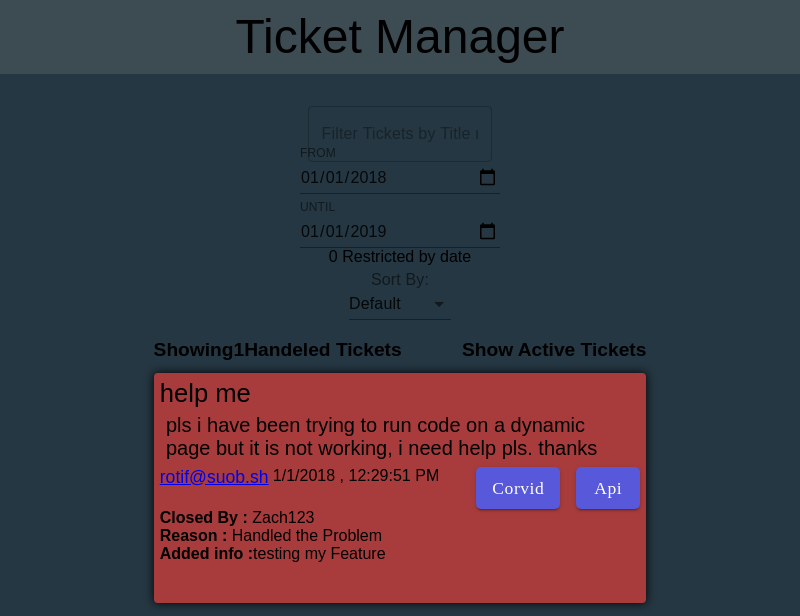 Ticket Manager
Filter Tickets by Title
FROM
01/01/2018
UNTIL
01/01/2019
0 Restricted by date
Sort By:
Default
Showing1Handeled Tickets Show Active Tickets
help me
pls i have been trying to run code on a dynamic
page but it is not working, i need help pls. thanks
rotif@suob.sh 1/1/2018 , 12:29:51 PM Corvid Api
Closed By : Zach123
Reason : Handled the Problem
Added info :testing my Feature